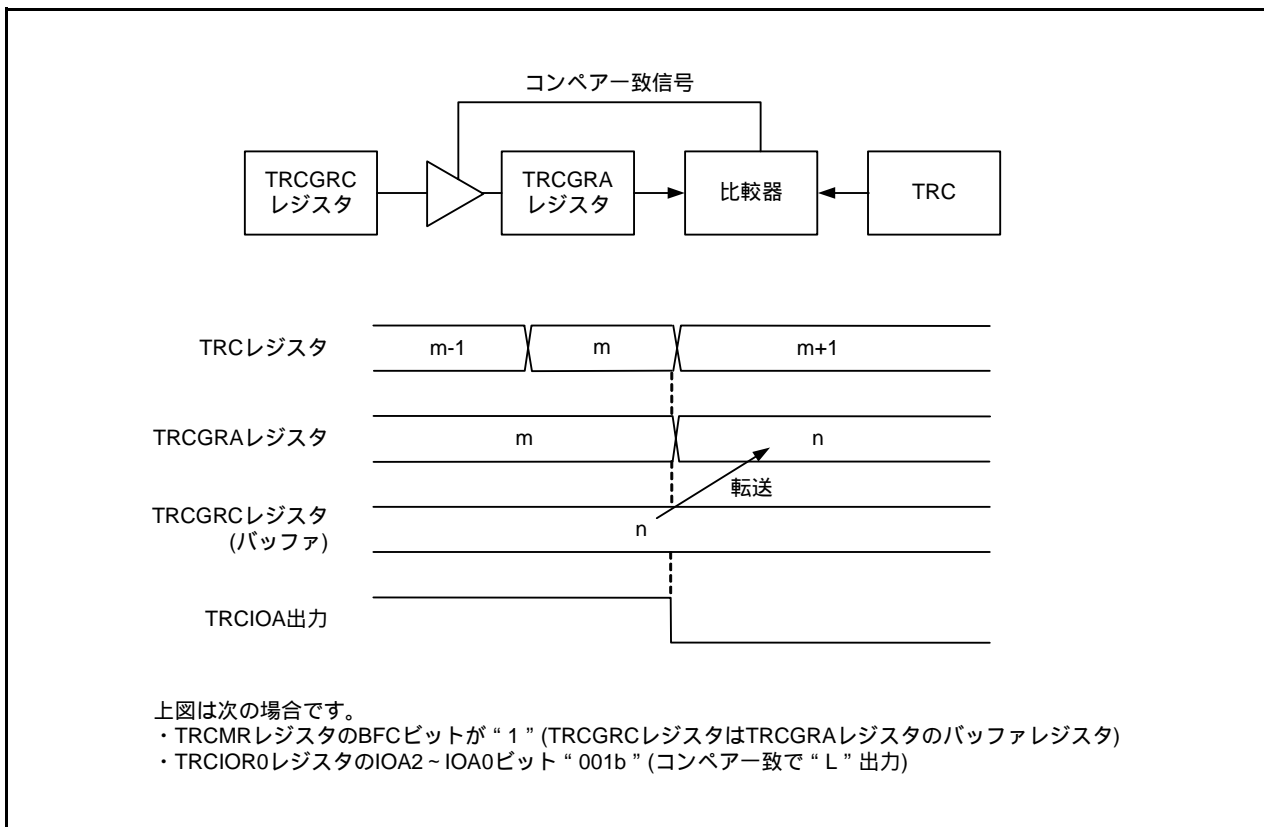 コンペア一致信号
TRCGRC
レジスタ
TRCGRA
レジスタ
比較器
TRC
TRCレジスタ
m-1
m
m+1
TRCGRAレジスタ
m
n
転送
TRCGRCレジスタ
(バッファ)
n
TRCIOA出力
上図は次の場合です。
・TRCMRレジスタのBFCビットが“1”(TRCGRCレジスタはTRCGRAレジスタのバッファレジスタ)
・TRCIOR0レジスタのIOA2~IOA0ビット“001b”(コンペア一致で“L”出力)